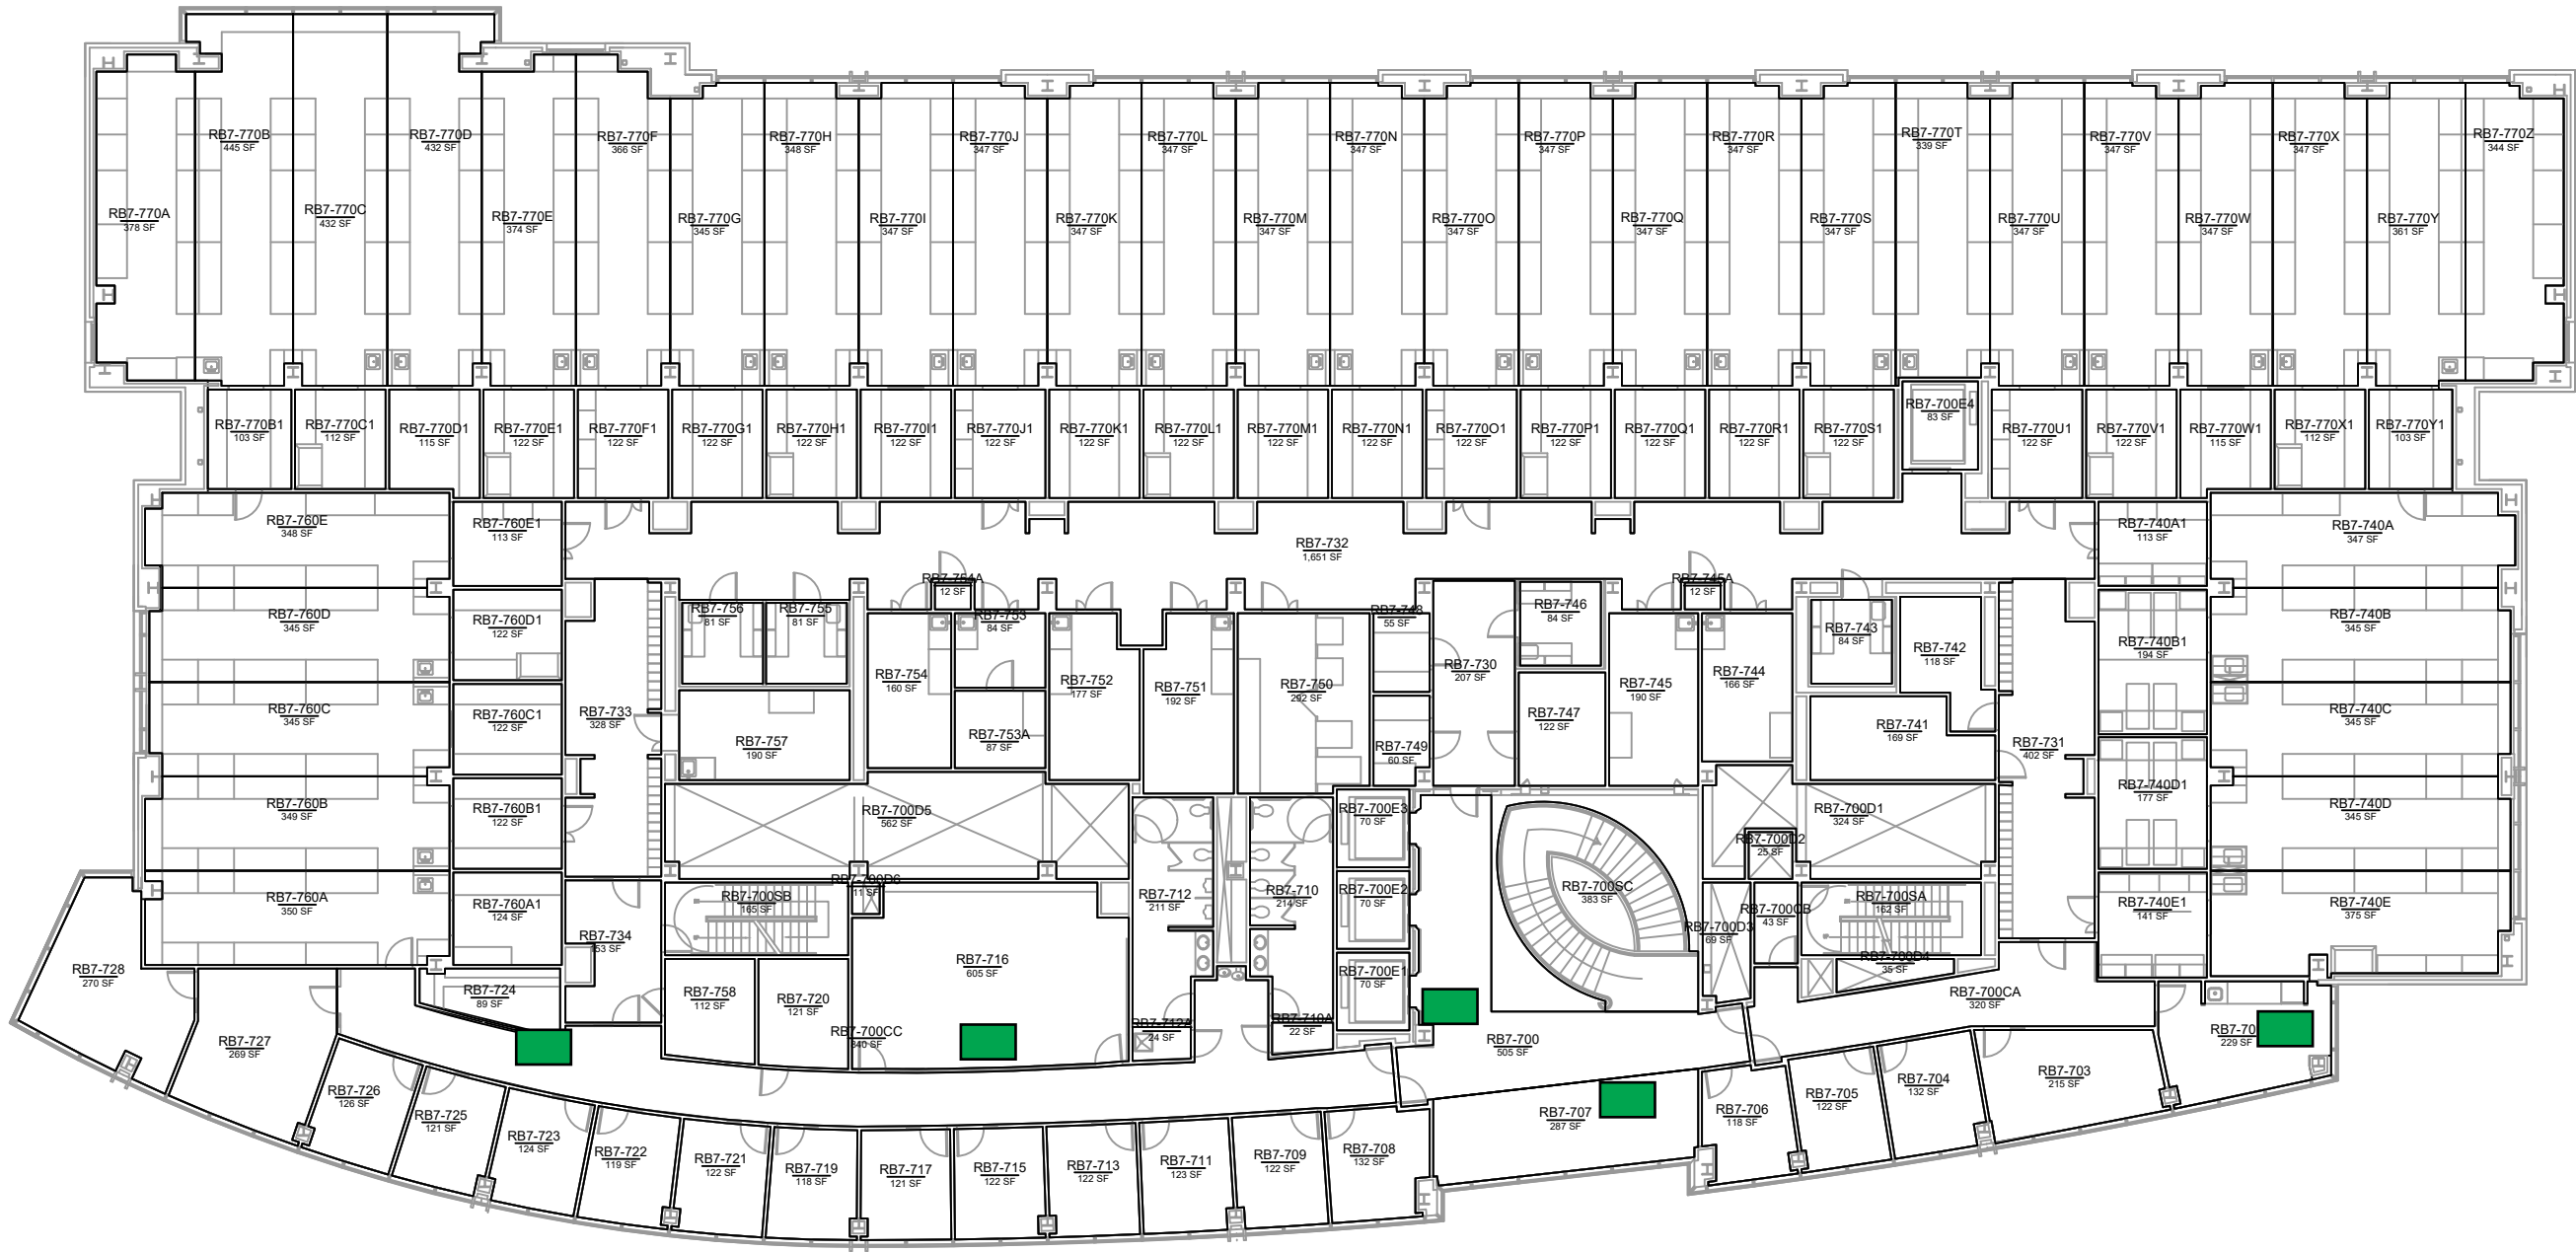 RB7-770A
378 SF
RB7-770B
445 SF
RB7-770C
432 SF
RB7-770D
432 SF
RB7-770E
374 SF
RB7-770F
366 SF
RB7-770G
345 SF
RB7-770H
348 SF
RB7-770I
347 SF
RB7-770J
347 SF
RB7-770K
347 SF
RB7-770L
347 SF
RB7-770M
347 SF
RB7-770N
347 SF
RB7-770O
347 SF
RB7-770P
347 SF
RB7-770Q
347 SF
RB7-770R
347 SF
RB7-770S
347 SF
RB7-770T
339 SF
RB7-770U
347 SF
RB7-770V
347 SF
RB7-770W
347 SF
RB7-770X
347 SF
RB7-770Y
361 SF
RB7-770Z
344 SF
RB7-770B1
103 SF
RB7-770C1
112 SF
RB7-770D1
115 SF
RB7-770E1
122 SF
RB7-770F1
122 SF
RB7-770G1
122 SF
RB7-770H1
122 SF
RB7-770I1
122 SF
RB7-770J1
122 SF
RB7-770K1
122 SF
RB7-770L1
122 SF
RB7-770M1
122 SF
RB7-770N1
122 SF
RB7-770O1
122 SF
RB7-770P1
122 SF
RB7-770Q1
122 SF
RB7-770R1
122 SF
RB7-770S1
122 SF
RB7-700E4
83 SF
RB7-770U1
122 SF
RB7-770V1
122 SF
RB7-770W1
115 SF
RB7-770X1
112 SF
RB7-770Y1
103 SF
RB7-760E
348 SF
RB7-760E1
113 SF
RB7-732
1,651 SF
RB7-740A1
113 SF
RB7-740A
347 SF
RB7-760D
345 SF
RB7-760D1
122 SF
RB7-756
81 SF
RB7-755
81 SF
RB7-754A
12 SF
RB7-753
84 SF
RB7-748
55 SF
RB7-746
84 SF
RB7-745A
12 SF
RB7-743
84 SF
RB7-742
118 SF
RB7-740B1
194 SF
RB7-740B
345 SF
RB7-754
160 SF
RB7-752
177 SF
RB7-751
192 SF
RB7-750
292 SF
RB7-730
207 SF
RB7-745
190 SF
RB7-744
166 SF
RB7-760C
345 SF
RB7-760C1
122 SF
RB7-733
328 SF
RB7-757
190 SF
RB7-753A
87 SF
RB7-749
60 SF
RB7-747
122 SF
RB7-741
169 SF
RB7-731
402 SF
RB7-740C
345 SF
RB7-760B
349 SF
RB7-760B1
122 SF
RB7-700D5
562 SF
RB7-700E3
70 SF
RB7-700D1
324 SF
RB7-700D2
25 SF
RB7-740D1
177 SF
RB7-740D
345 SF
RB7-760A
350 SF
RB7-760A1
124 SF
RB7-700SB
165 SF
RB7-700D6
11 SF
RB7-712
211 SF
RB7-710
214 SF
RB7-700E2
70 SF
RB7-700SC
383 SF
RB7-700D3
69 SF
RB7-700CB
43 SF
RB7-700SA
162 SF
RB7-740E1
141 SF
RB7-740E
375 SF
RB7-734
RB7-728
270 SF
RB7-724
89 SF
RB7-758
112 SF
RB7-720
121 SF
RB7-716
605 SF
RB7-700E1
70 SF
RB7-700D4
35 SF
RB7-700CA
320 SF
RB7-727
269 SF
RB7-700CC
840 SF
RB7-712A
24 SF
RB7-710A
22 SF
RB7-700
505 SF
RB7-70
229 SF
RB7-726
126 SF
RB7-725
121 SF
RB7-723
124 SF
RB7-722
119 SF
RB7-721
122 SF
RB7-719
118 SF
RB7-717
121 SF
RB7-715
122 SF
RB7-713
122 SF
RB7-711
123 SF
RB7-709
122 SF
RB7-708
132 SF
RB7-707
287 SF
RB7-706
118 SF
RB7-705
122 SF
RB7-704
132 SF
RB7-703
215 SF